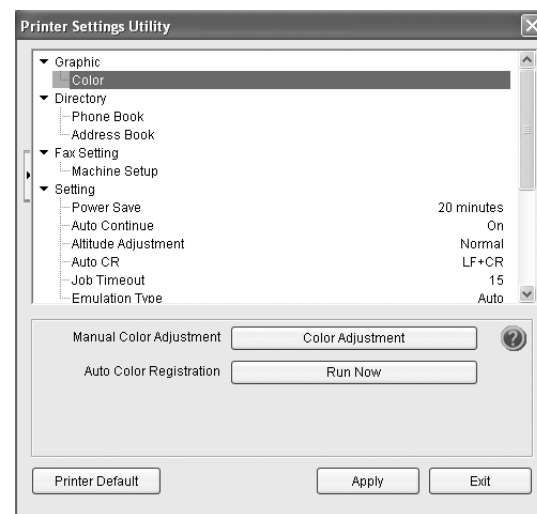 Printer Settings Utility
Graphic
Color
Directory
Phone Book
Address Book
Fax Setting
Machine Setup
Setting
Power Save 20 minutes
Auto Continue On
Altitude Adjustment Normal
Auto CR LF+CR
Job Timeout 15
Emulation Type Auto
Manual Color Adjustment Color Adjustment ?
Auto Color Registration Run Now
Printer Default Apply Exit